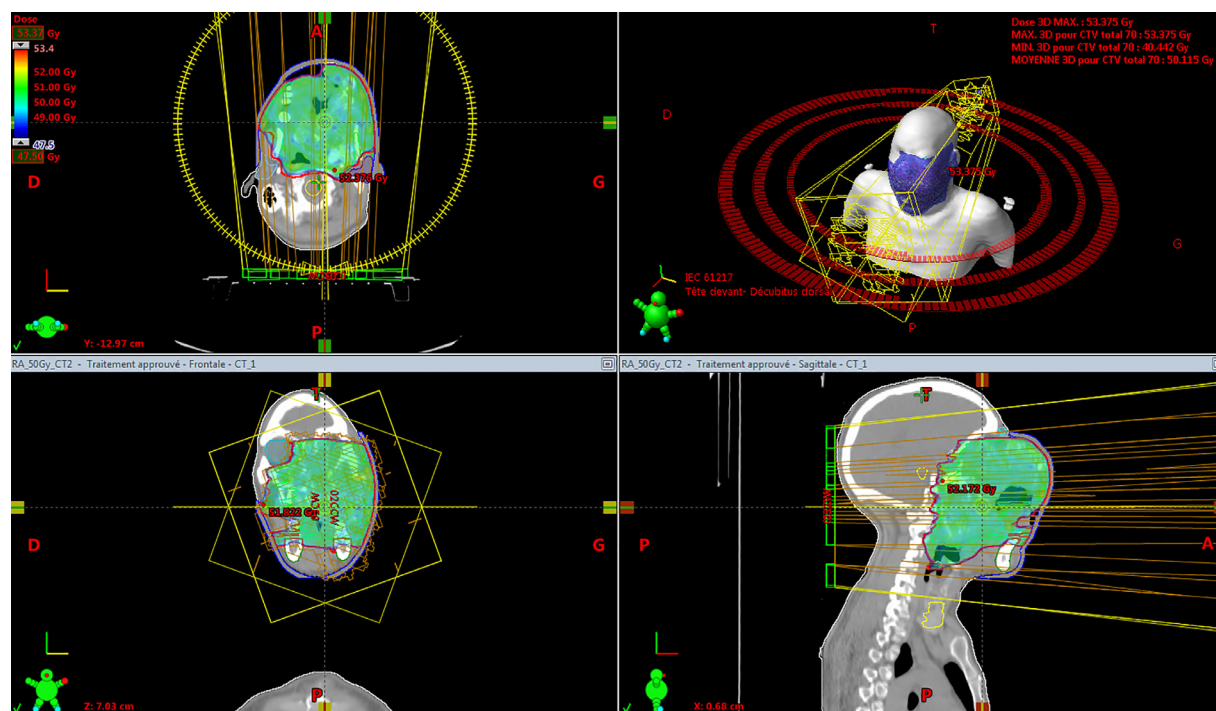 Dose
53.37 Gy
53.4
52.00 Gy
51.00 Gy
50.00 Gy
49.00 Gy
47.5
47.50 Gy
A
D
G
52.376 Gy
P
Y: -12.97 cm
Dose 3D MAX. : 53.375 Gy
MAX. 3D pour CTV total 70 : 53.375 Gy
MIN. 3D pour CTV total 70 : 40.442 Gy
MOYENNE 3D pour CTV total 70 : 50.115 Gy
T
D
53.375 Gy
G
IEC 61217
Tête devant- Décubitus dorsal
P
RA_50Gy_CT2 - Traitement approuvé - Frontale - CT_1
T
51.822 Gy
02CCW
D
G
P
Z: 7.03 cm
RA_50Gy_CT2 - Traitement approuvé - Sagittale - CT_1
T
52.172 Gy
P
A
P
X: 0.68 cm